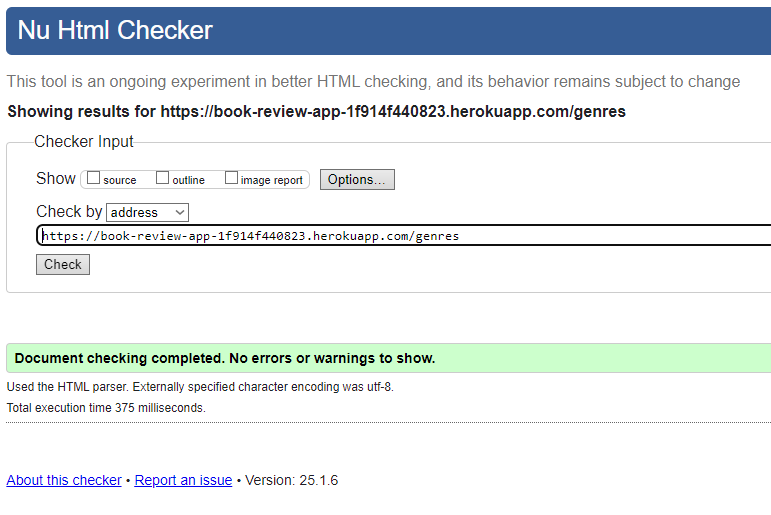 Nu Html Checker
This tool is an ongoing experiment in better HTML checking, and its behavior remains subject to change
Showing results for https://book-review-app-1f914f440823.herokuapp.com/genres
Checker Input
Show source outline image report Options...
Check by address
https://book-review-app-1f914f440823.herokuapp.com/genres
Check
Document checking completed. No errors or warnings to show.
Used the HTML parser. Externally specified character encoding was utf-8.
Total execution time 375 milliseconds.
About this checker • Report an issue • Version: 25.1.6